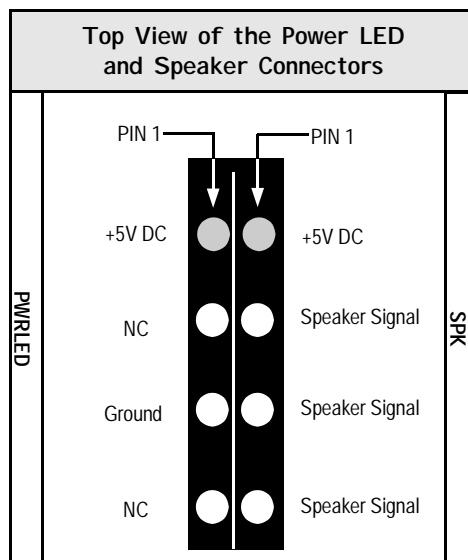 Top View of the Power LED
and Speaker Connectors
PIN 1
PIN 1
+5V DC
+5V DC
PWRLED
NC
Speaker Signal
SPK
Ground
Speaker Signal
NC
Speaker Signal